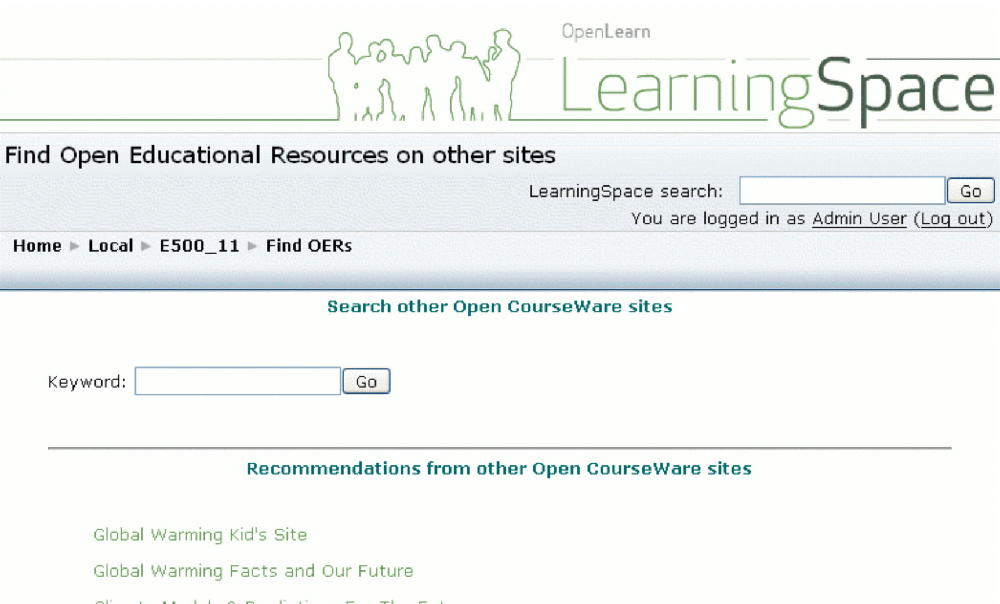 OpenLearn
LearningSpace
Find Open Educational Resources on other sites
LearningSpace search: Go
You are logged in as Admin User (Log out)
Home ► Local ► E500_11 ► Find OERs
Search other Open CourseWare sites
Keyword: Go
Recommendations from other Open CourseWare sites
Global Warming Kid's Site
Global Warming Facts and Our Future